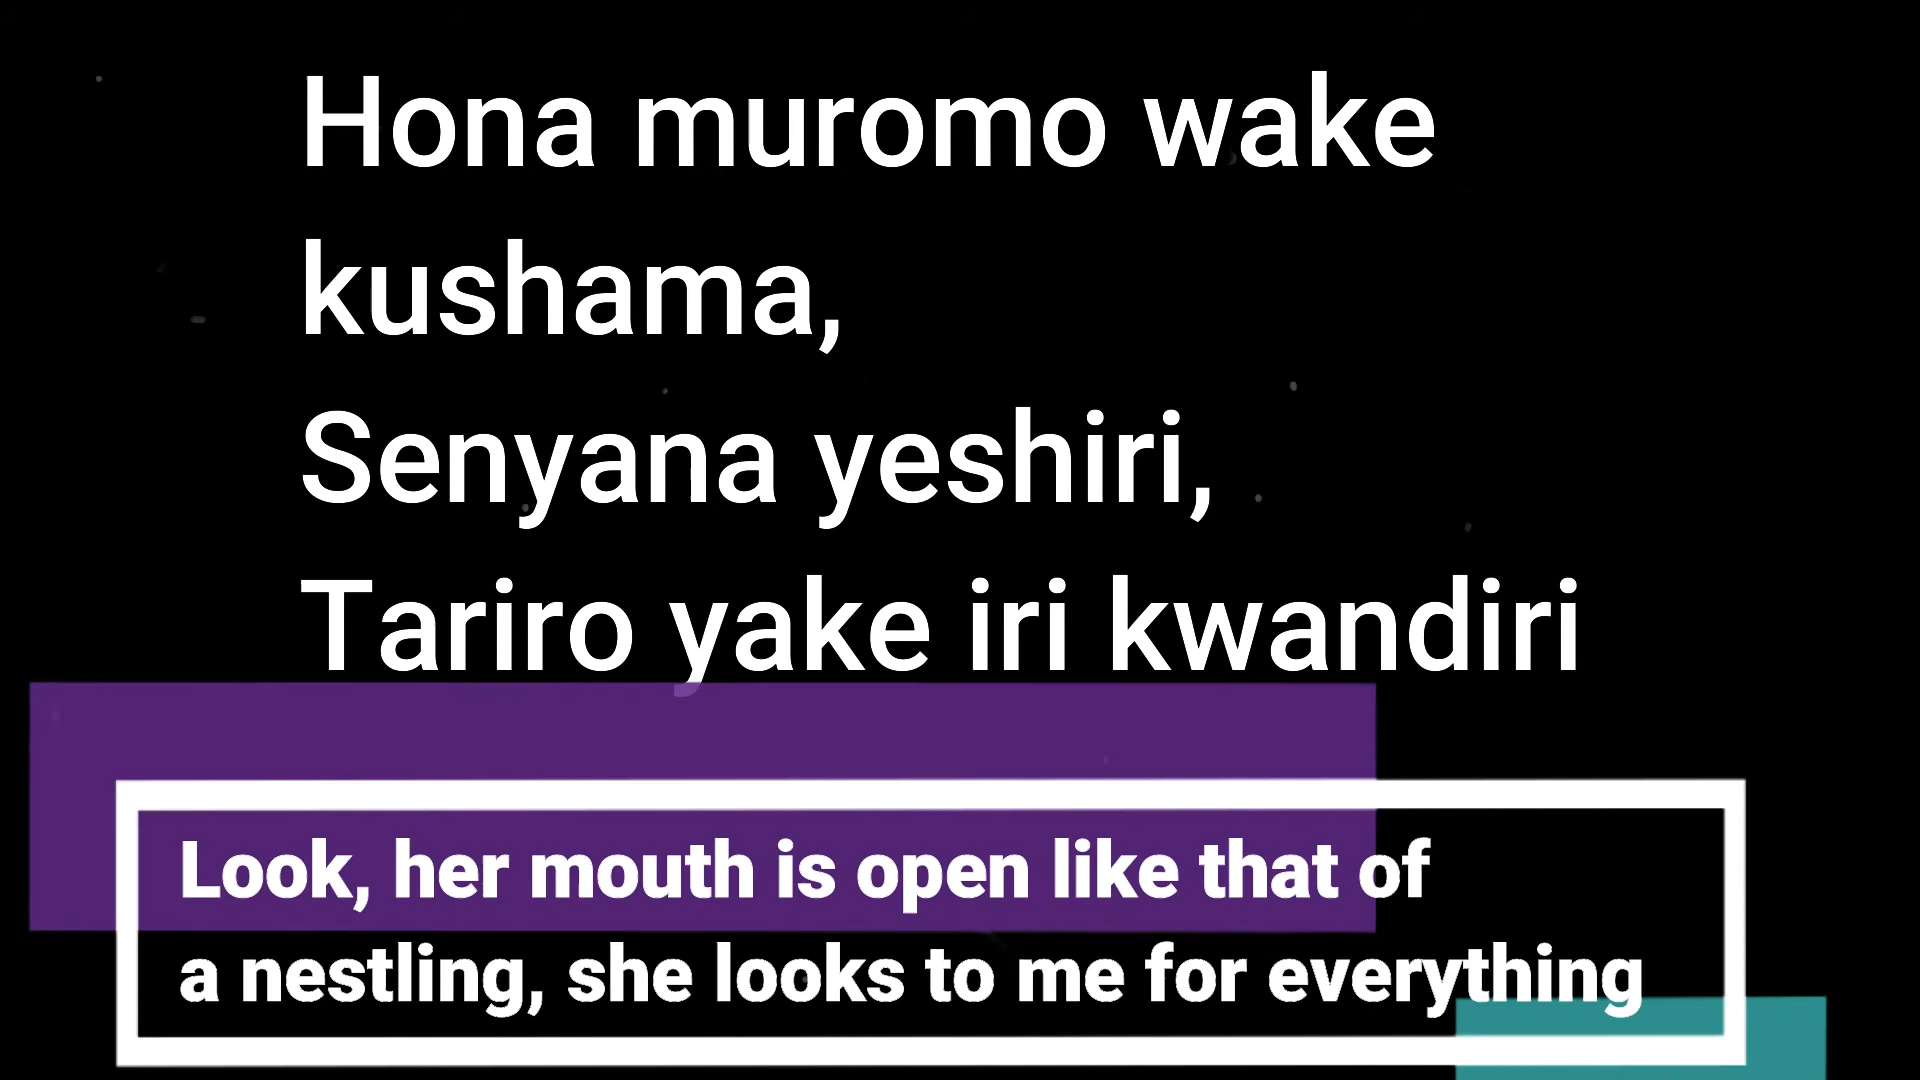 Hona muromo wake
kushama,
Senyana yeshiri,
Tariro yake iri kwandiri
Look, her mouth is open like that of
a nestling, she looks to me for everything